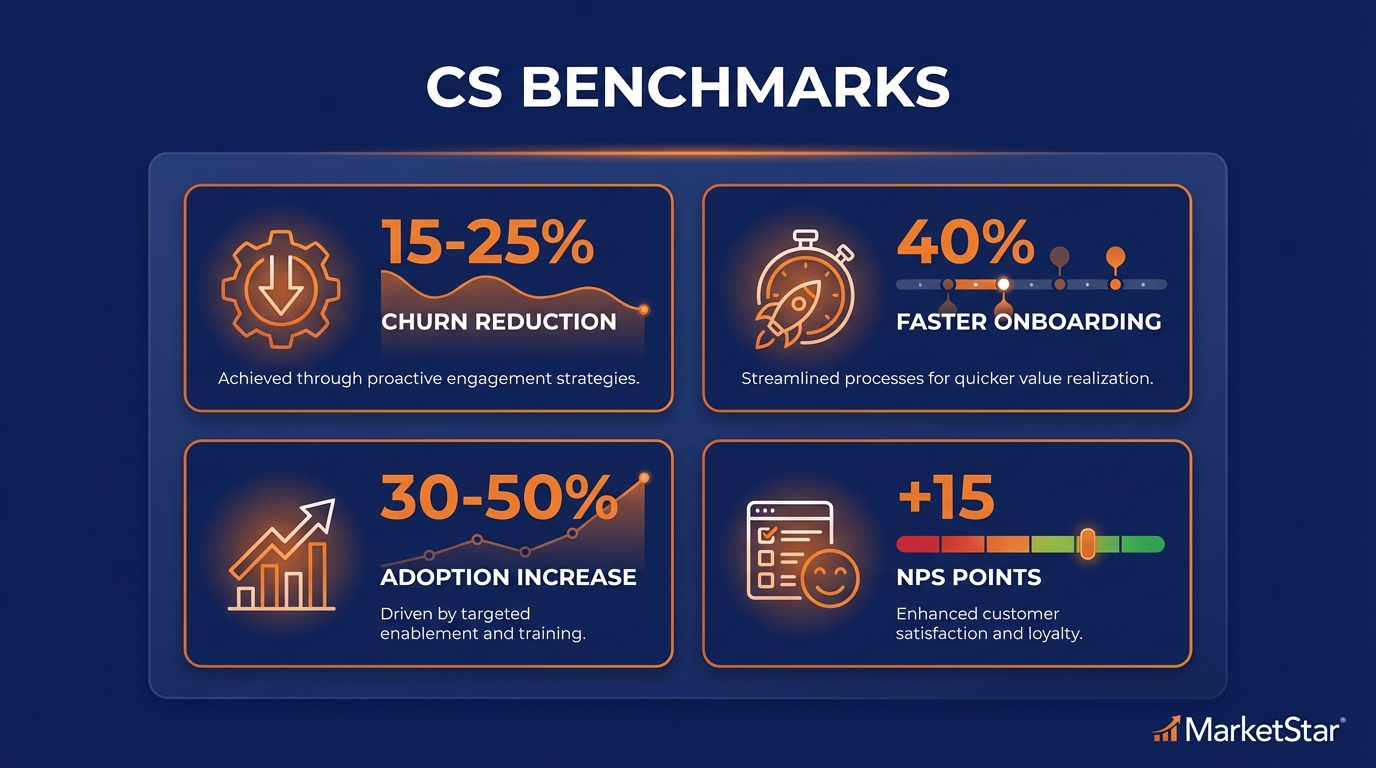 CS BENCHMARKS
15-25%
CHURN REDUCTION
Achieved through proactive engagement strategies.
40%
FASTER ONBOARDING
Streamlined processes for quicker value realization.
30-50%
ADOPTION INCREASE
Driven by targeted
enablement and training.
+15
NPS POINTS
Enhanced customer
satisfaction and loyalty.
MarketStar®